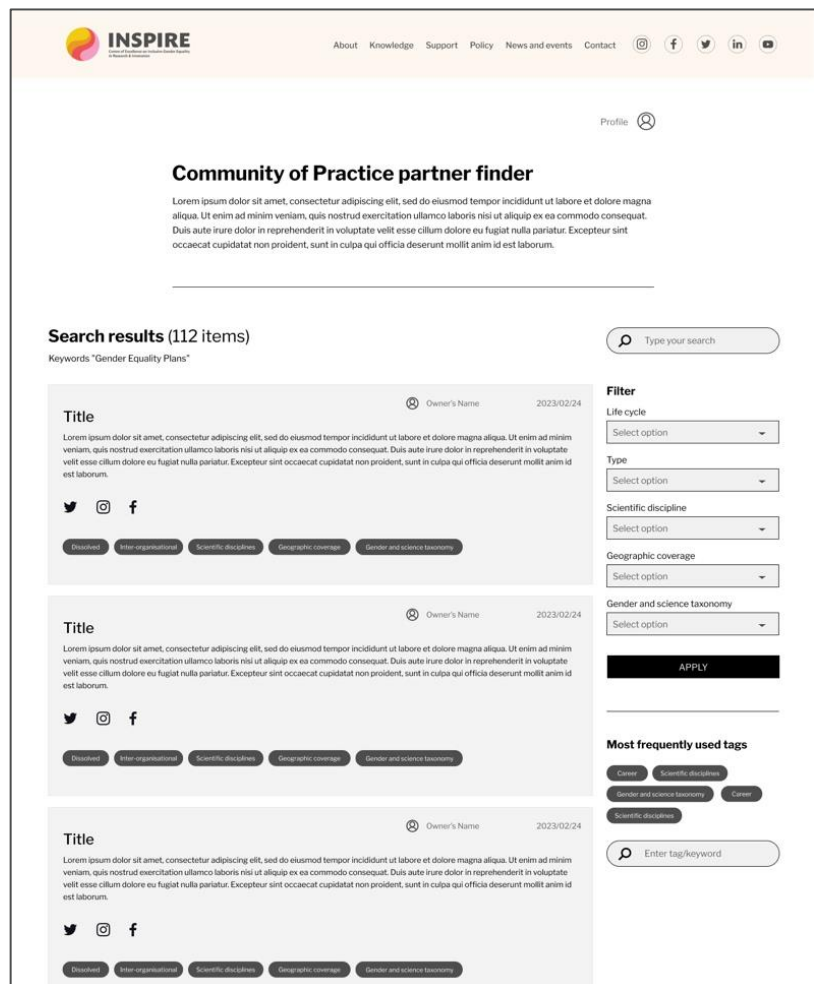 INSPIRE
Centre of Excellence on Inclusive Gender Equality
in Research & Innovation
About Knowledge Support Policy News and events Contact
Profile
Community of Practice partner finder
Lorem ipsum dolor sit amet, consectetur adipiscing elit, sed do eiusmod tempor incididunt ut labore et dolore magna
aliqua. Ut enim ad minim veniam, quis nostrud exercitation ullamco laboris nisi ut aliquip ex ea commodo consequat.
Duis aute irure dolor in reprehenderit in voluptate velit esse cillum dolore eu fugiat nulla pariatur. Excepteur sint
occaecat cupidatat non proident, sunt in culpa qui officia deserunt mollit anim id est laborum.
Search results (112 items)
Keywords "Gender Equality Plans"
Owner's Name 2023/02/24
Title
Lorem ipsum dolor sit amet, consectetur adipiscing elit, sed do eiusmod tempor incididunt ut labore et dolore magna aliqua. Ut enim ad minim
veniam, quis nostrud exercitation ullamco laboris nisi ut aliquip ex ea commodo consequat. Duis aute irure dolor in reprehenderit in voluptate
velit esse cillum dolore eu fugiat nulla pariatur. Excepteur sint occaecat cupidatat non proident, sunt in culpa qui officia deserunt mollit anim id
est laborum.
Dissolved Inter-organisational Scientific disciplines Geographic coverage Gender and science taxonomy
Owner's Name 2023/02/24
Title
Lorem ipsum dolor sit amet, consectetur adipiscing elit, sed do eiusmod tempor incididunt ut labore et dolore magna aliqua. Ut enim ad minim
veniam, quis nostrud exercitation ullamco laboris nisi ut aliquip ex ea commodo consequat. Duis aute irure dolor in reprehenderit in voluptate
velit esse cillum dolore eu fugiat nulla pariatur. Excepteur sint occaecat cupidatat non proident, sunt in culpa qui officia deserunt mollit anim id
est laborum.
Dissolved Inter-organisational Scientific disciplines Geographic coverage Gender and science taxonomy
Owner's Name 2023/02/24
Title
Lorem ipsum dolor sit amet, consectetur adipiscing elit, sed do eiusmod tempor incididunt ut labore et dolore magna aliqua. Ut enim ad minim
veniam, quis nostrud exercitation ullamco laboris nisi ut aliquip ex ea commodo consequat. Duis aute irure dolor in reprehenderit in voluptate
velit esse cillum dolore eu fugiat nulla pariatur. Excepteur sint occaecat cupidatat non proident, sunt in culpa qui officia deserunt mollit anim id
est laborum.
Dissolved Inter-organisational Scientific disciplines Geographic coverage Gender and science taxonomy
Type your search
Filter
Life cycle
Select option
Type
Select option
Scientific discipline
Select option
Geographic coverage
Select option
Gender and science taxonomy
Select option
APPLY
Most frequently used tags
Career Scientific disciplines
Gender and science taxonomy Career
Scientific disciplines
Enter tag/keyword